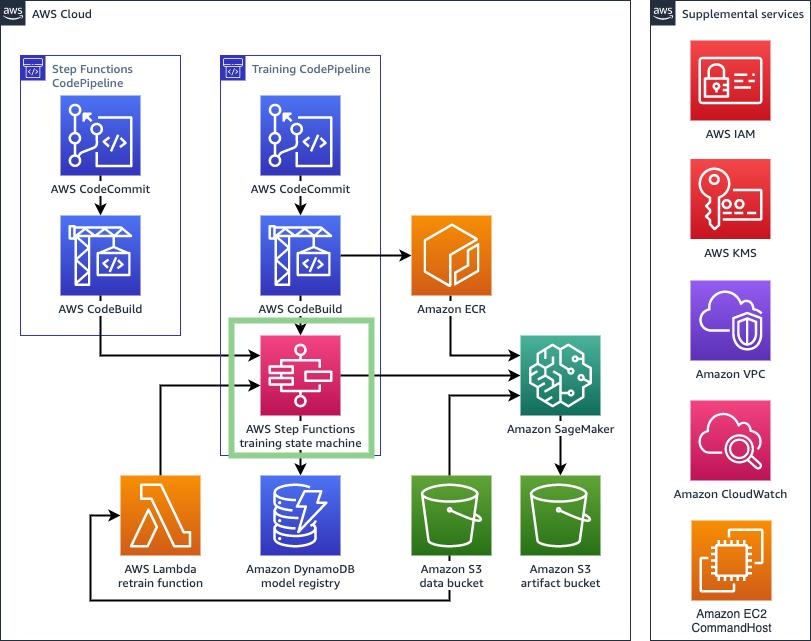 aws
AWS Cloud
Step Functions
CodePipeline
AWS CodeCommit
AWS CodeBuild
Training CodePipeline
AWS CodeCommit
AWS CodeBuild
Amazon ECR
AWS Step Functions
training state machine
Amazon SageMaker
AWS Lambda
retrain function
Amazon DynamoDB
model registry
Amazon S3
data bucket
Amazon S3
artifact bucket
aws
Supplemental services
AWS IAM
AWS KMS
Amazon VPC
Amazon CloudWatch
Amazon EC2
CommandHost